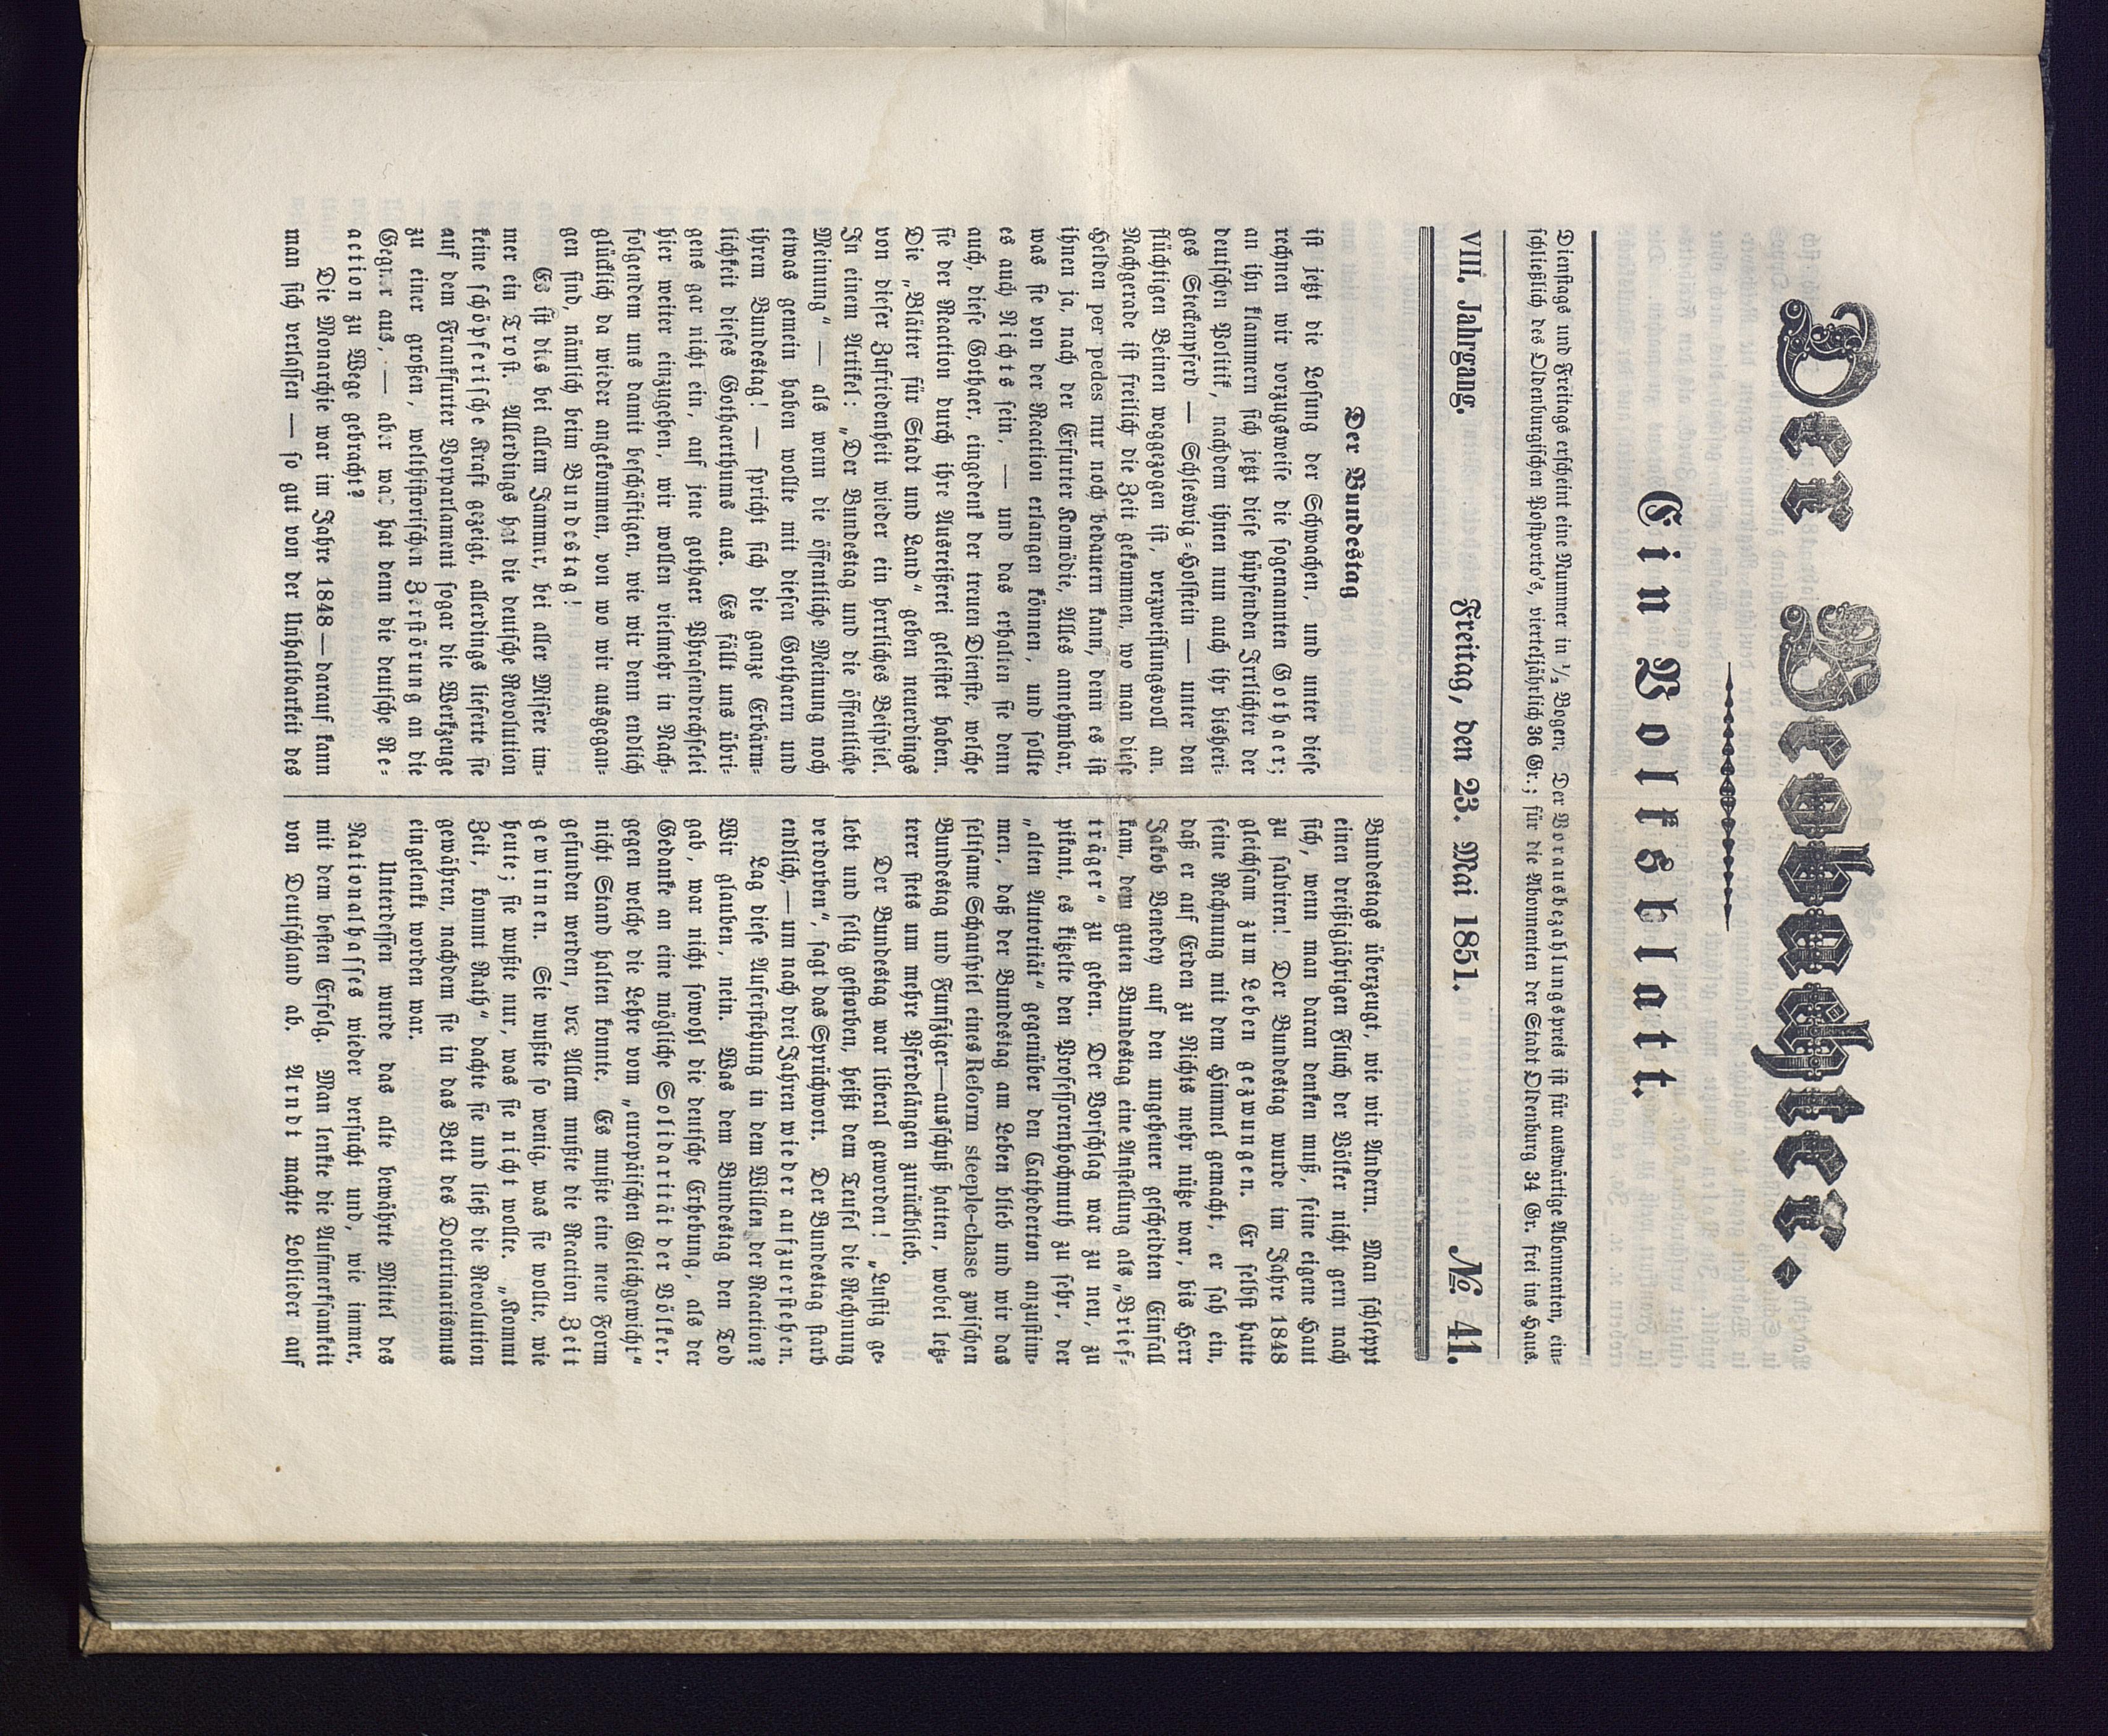 Der Beobachter.
Ein Volksblatt.
Dienstags und Freitags erscheint eine Nummer in ½ Bogen. Der Vorausbezahlungspreis ist für auswärtige Abonnenten, ein-
schließlich des Oldenburgischen Postporto's, vierteljährlich 36 Gr.; für die Abonnenten der Stadt Oldenburg 34 Gr. frei ins Haus.
VIII. Jahrgang. Freitag, den 23. Mai 1851. № 41.
Der Bundestag
ist jetzt die Losung der Schwachen, und unter diese
rechnen wir vorzugsweise die sogenannten Gothaer;
an ihn klammern sich jetzt diese hüpfenden Irrlichter der
deutschen Politik, nachdem ihnen nun auch ihr bisheri-
ges Steckenpferd — Schleswig-Holstein — unter den
flüchtigen Beinen weggezogen ist, verzweiflungsvoll an.
Nachgerade ist freilich die Zeit gekommen, wo man diese
Helden per pedes nur noch bedauern kann, denn es ist
ihnen ja, nach der Erfurter Komödie, Alles annehmbar,
was sie von der Reaction erlangen können, und sollte
es auch Nichts sein, — und das erhalten sie denn
auch, diese Gothaer, eingedenk der treuen Dienste, welche
sie der Reaction durch ihre Ausreißerei geleistet haben.
Die „Blätter für Stadt und Land“ geben neuerdings
von dieser Zufriedenheit wieder ein herrliches Beispiel.
In einem Artikel: „Der Bundestag und die öffentliche
Meinung“ — als wenn die öffentliche Meinung noch
etwas gemein haben wollte mit diesen Gothaern und
ihrem Bundestag! — spricht sich die ganze Erbärm-
lichkeit dieses Gothaerthums aus. Es fällt uns übri-
gens gar nicht ein, auf jene gothaer Phrasendrechselei
hier weiter einzugehen, wir wollen vielmehr in Nach-
folgendem uns damit beschäftigen, wie wir denn endlich
glücklich da wieder angekommen, von wo wir ausgegan-
gen sind, nämlich beim Bundestag!
Es ist dies bei allem Jammer, bei aller Misere im-
mer ein Trost. Allerdings hat die deutsche Revolution
keine schöpferische Kraft gezeigt, allerdings lieferte sie
auf dem Frankfurter Vorparlament sogar die Werkzeuge
zu einer großen, welthistorischen Zerstörung an die
Gegner aus, — aber was hat denn die deutsche Re-
action zu Wege gebracht?
Die Monarchie war im Jahre 1848 — darauf kann
man sich verlassen — so gut von der Unhaltbarkeit des
Bundestags überzeugt, wie wir Andern. Man schleppt
einen dreißigjährigen Fluch der Völker nicht gern nach
sich, wenn man daran denken muß, seine eigene Haut
zu salviren! Der Bundestag wurde im Jahre 1848
gleichsam zum Leben gezwungen. Er selbst hatte
seine Rechnung mit dem Himmel gemacht, er sah ein,
daß er auf Erden zu Nichts mehr nütze war, bis Herr
Jakob Venedey auf den ungeheuer gescheidten Einfall
kam, dem guten Bundestag eine Anstellung als „Brief-
träger“ zu geben. Der Vorschlag war zu neu, zu
pikant, es kitzelte den Professorenhochmuth zu sehr, der
„alten Autorität“ gegenüber den Cathederton anzustim-
men, daß der Bundestag am Leben blieb und wir das
seltsame Schauspiel eines Reform steeple-chase zwischen
Bundestag und Funfziger—ausschuß hatten, wobei letz-
terer stets um mehre Pferdelängen zurückblieb.
Der Bundestag war liberal geworden! „Lustig ge-
lebt und selig gestorben, heißt dem Teufel die Rechnung
verdorben“, sagt das Sprüchwort. Der Bundestag starb
endlich, — um nach drei Jahren wieder aufzuerstehen.
Lag diese Auferstehung in dem Willen der Reaction?
Wir glauben, nein. Was dem Bundestag den Tod
gab, war nicht sowohl die deutsche Erhebung, als der
Gedanke an eine mögliche Solidarität der Völker,
gegen welche die Lehre vom „europäischen Gleichgewicht“
nicht Stand halten konnte. Es mußte eine neue Form
gefunden werden, vor Allem mußte die Reaction Zeit
gewinnen. Sie wußte so wenig, was sie wollte, wie
heute; sie wußte nur, was sie nicht wollte. „Kommt
Zeit, kommt Rath“ dachte sie und ließ die Revolution
gewähren, nachdem sie in das Bett des Doctrinarismus
eingelenkt worden war.
Unterdessen wurde das alte bewährte Mittel des
Nationalhasses wieder versucht und, wie immer,
mit dem besten Erfolg. Man lenkte die Aufmerksamkeit
von Deutschland ab. Arndt machte Loblieder auf